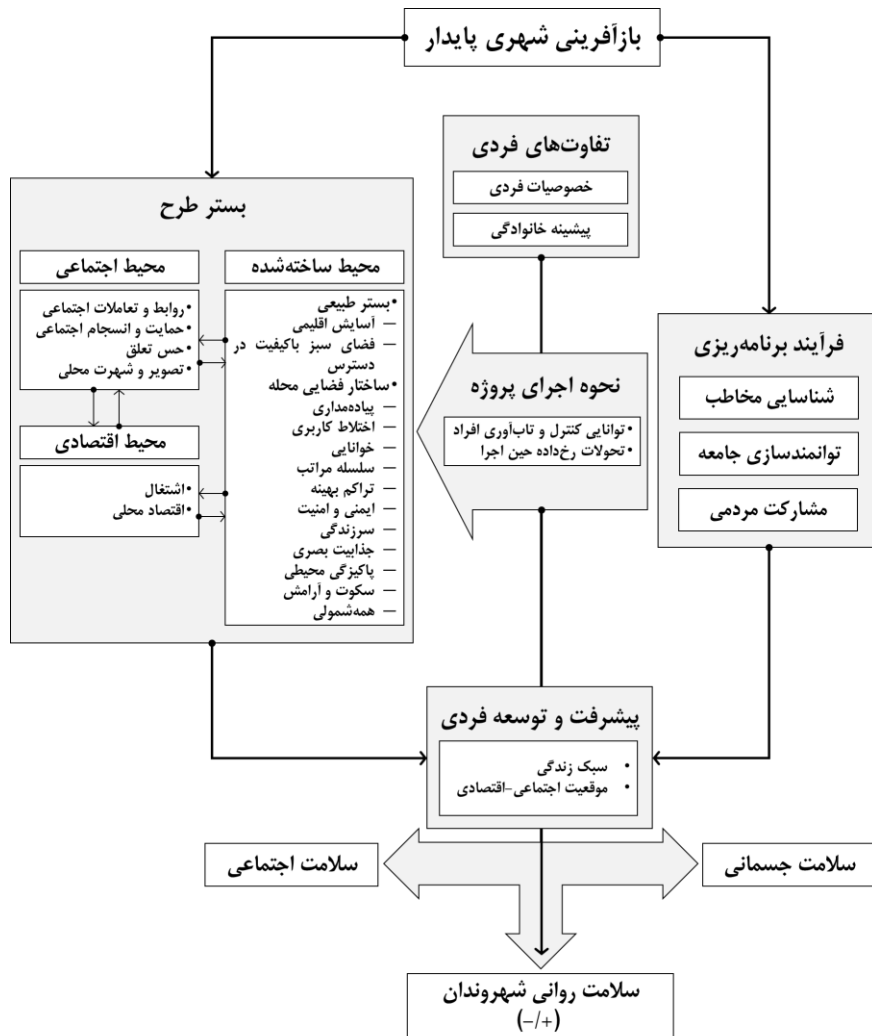 بازآفرینی شهری پایدار
تفاوت‌های فردی
خصوصیات فردی
پیشینه خانوادگی
بستر طرح
محیط ساخته‌شده
•بستر طبیعی
— آسایش اقلیمی
— فضای سبز باکیفیت در
دسترس
•ساختار فضایی محله
— پیاده‌مداری
— اختلاط کاربری
— خوانایی
— سلسله مراتب
— تراکم بهینه
— ایمنی و امنیت
— سرزندگی
— جذابیت بصری
— پاکیزگی محیطی
— سکوت و آرامش
— همه‌شمولی
محیط اجتماعی
•روابط و تعاملات اجتماعی
•حمایت و انسجام اجتماعی
•حس تعلق
•تصویر و شهرت محلی
محیط اقتصادی
•اشتغال
•اقتصاد محلی
نحوه اجرای پروژه
•توانایی کنترل و تاب‌آوری افراد
•تحولات رخ‌داده حین اجرا
فرآیند برنامه‌ریزی
شناسایی مخاطب
توانمندسازی جامعه
مشارکت مردمی
پیشرفت و توسعه فردی
• سبک زندگی
• موقعیت اجتماعی-اقتصادی
سلامت جسمانی
سلامت اجتماعی
سلامت روانی شهروندان
(+/−)